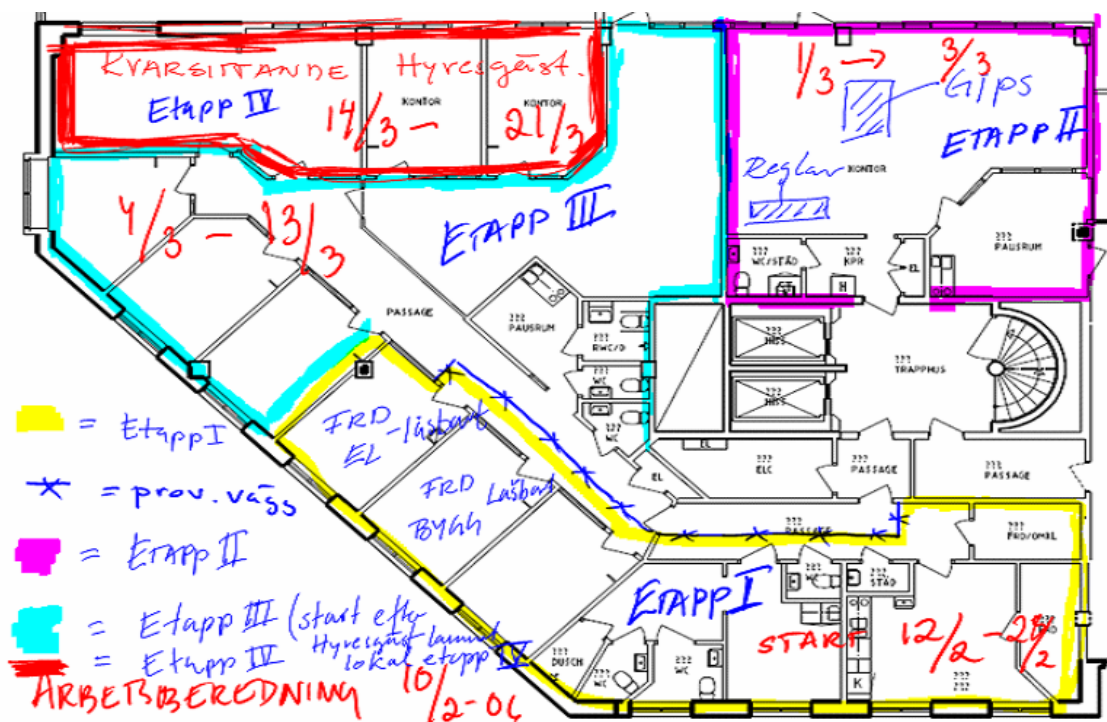 KVARSITTANDE Hyresgäst.
Etapp IV
14/3 - 21/3
KONTOR
KONTOR
1/3 → 3/3
Gips
ETAPP II
Reglar
KONTOR
???
PAUSRUM
???
WC/STÄD
???
KPR
EL
H
4/3 - 13/3
ETAPP III
PASSAGE
???
PAUSRUM
???
RWC/D
???
WC
???
WC
???
HISS
???
HISS
???
TRAPPHUS
EL
???
ELC
???
PASSAGE
???
PASSAGE
EL
FRD - låsbart
EL
FRD Låsbart
BYGG
= Etapp I
= prov. vägg
= ETAPP II
= Etapp III (start efter
Hyresgäst lämnat
= Etapp IV lokal etapp IV
ARBETSBEREDNING 10/2-06
???
PASSAGE
???
FRD/OMKL
???
WC
???
STÄD
ETAPP I
START 12/2 - 28/2
K
???
???
DUSCH
???
WC
???
WC